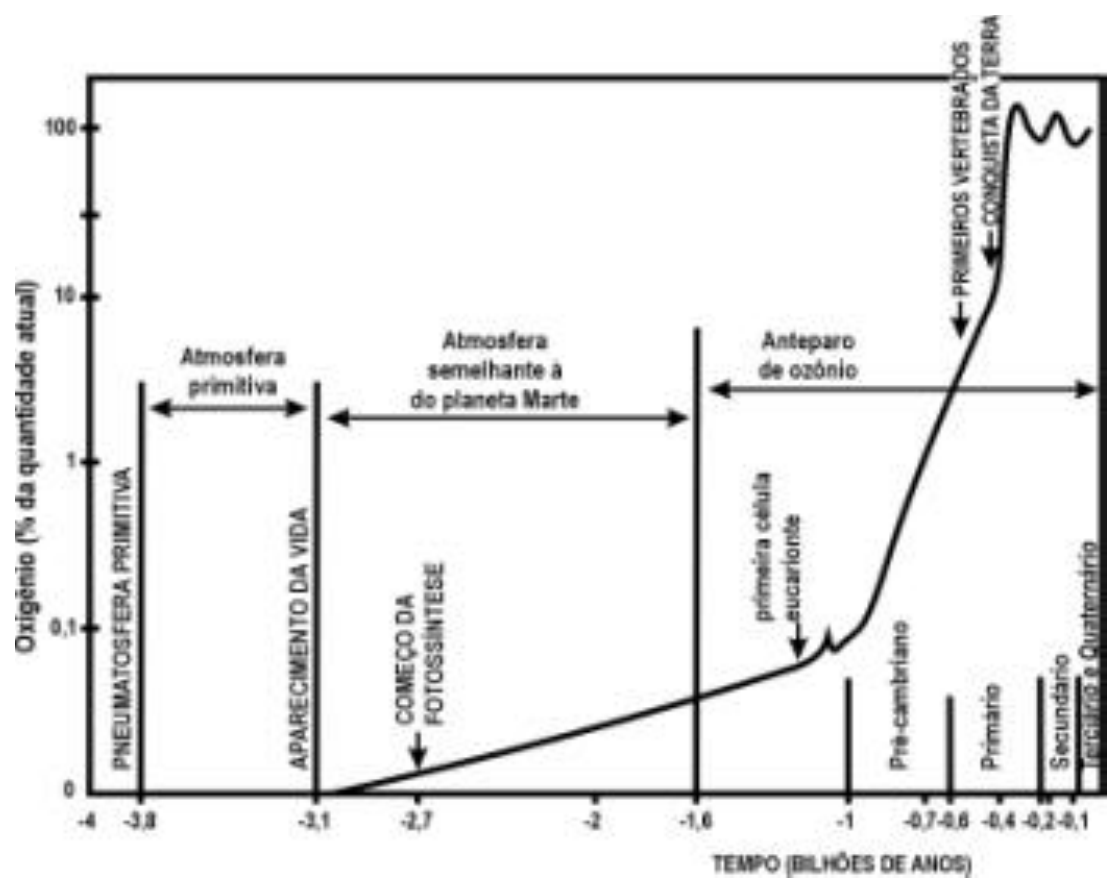 Oxigênio (% da quantidade atual)
100
10
1
0,1
0
PNEUMATOSFERA PRIMITIVA
Atmosfera
primitiva
APARECIMENTO DA VIDA
Atmosfera
semelhante à
do planeta Marte
COMEÇO DA
FOTOSSÍNTESE
Anteparo
de ozônio
primeira célula
eucarionte
PRIMEIROS VERTEBRADOS
CONQUISTA DA TERRA
Pré-cambriano
Primário
Secundário
Terciário e Quaternário
-4
-3,8
-3,1
-2,7
-2
-1,6
-1
-0,7
-0,6
-0,4
-0,2
-0,1
TEMPO (BILHÕES DE ANOS)